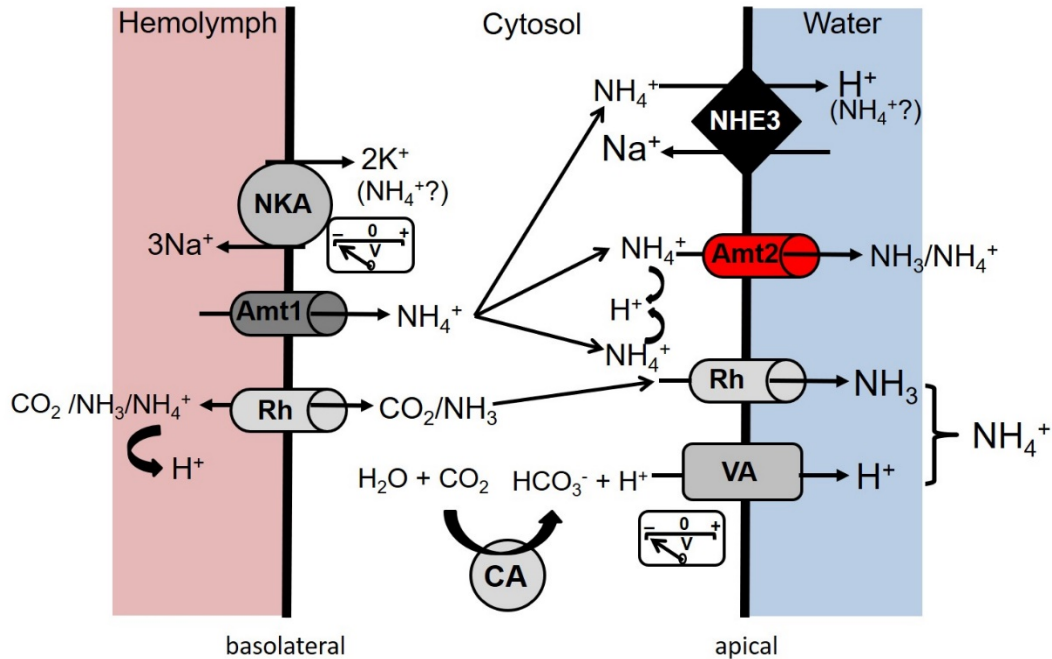 Hemolymph
Cytosol
Water
NH₄⁺
NHE3
H⁺
(NH₄⁺?)
Na⁺
2K⁺
(NH₄⁺?)
NKA
3Na⁺
– 0 +
V
NH₄⁺
Amt2
NH₃/NH₄⁺
Amt1
NH₄⁺
H⁺
NH₄⁺
CO₂ /NH₃/NH₄⁺
Rh
CO₂/NH₃
Rh
NH₃
NH₄⁺
H⁺
H₂O + CO₂
HCO₃⁻ + H⁺
VA
H⁺
– 0 +
V
CA
basolateral
apical